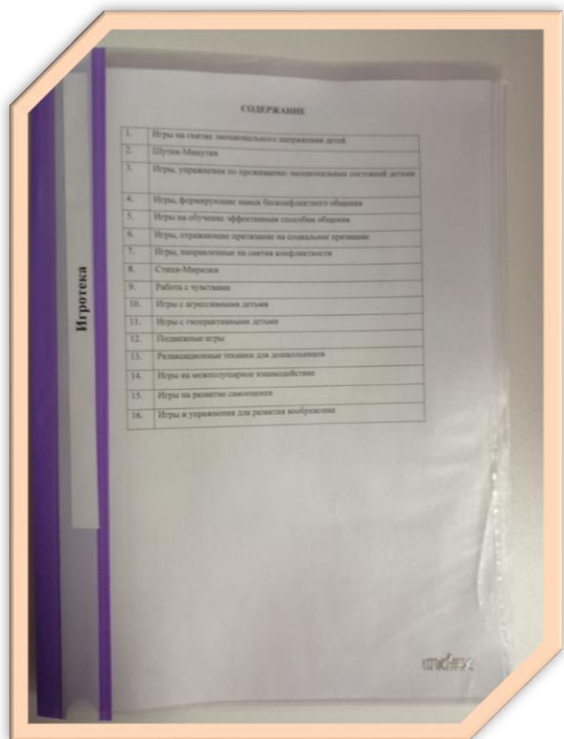 Игротека
СОДЕРЖАНИЕ
1. Игры на снятие эмоционального напряжения детей
2. Шутки-Минутки
3. Игры, упражнения по проживанию эмоциональных состояний детьми
4. Игры, формирующие навык бесконфликтного общения
5. Игры на обучение эффективным способам общения
6. Игры, отражающие притязание на социальное признание
7. Игры, направленные на снятия конфликтности
8. Стихи-Мирилки
9. Работа с чувствами
10. Игры с агрессивными детьми
11. Игры с гиперактивными детьми
12. Подвижные игры
13. Релаксационные техники для дошкольников
14. Игры на межполушарное взаимодействие
15. Игры на развитие самооценки
16. Игры и упражнения для развития воображения